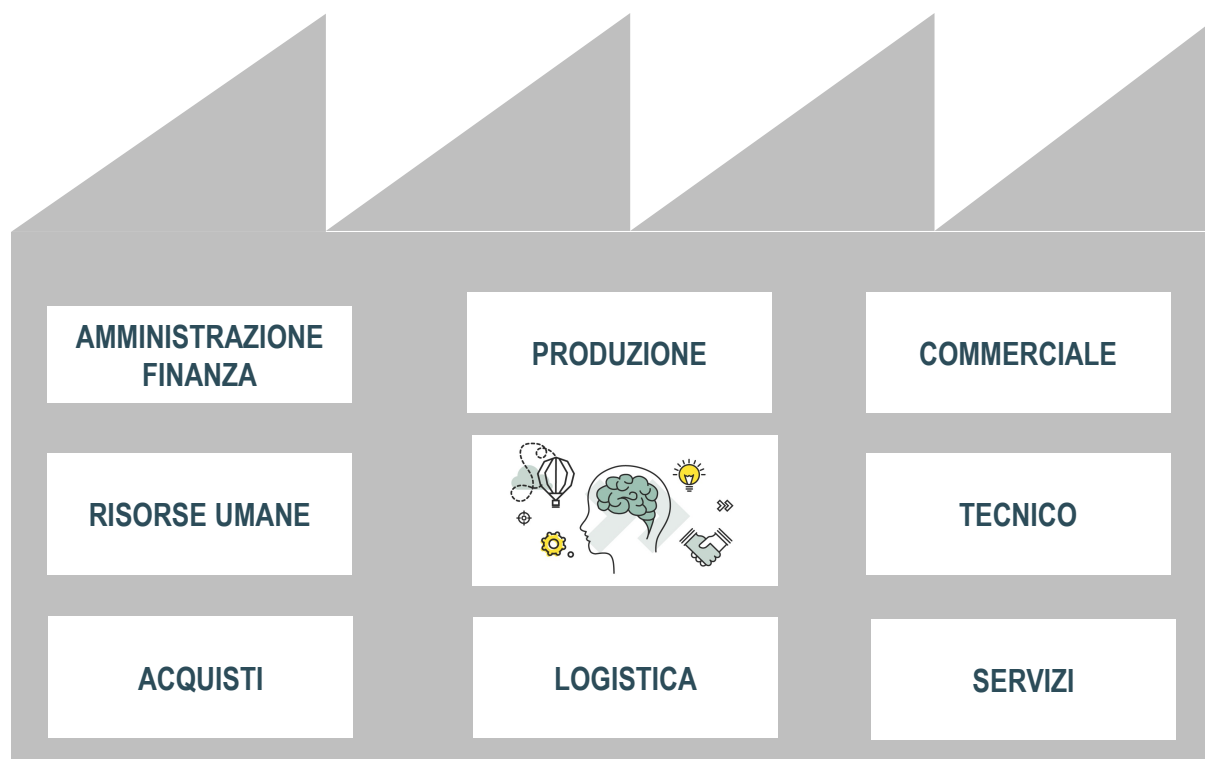 AMMINISTRAZIONE
FINANZA
PRODUZIONE
COMMERCIALE
RISORSE UMANE
TECNICO
ACQUISTI
LOGISTICA
SERVIZI